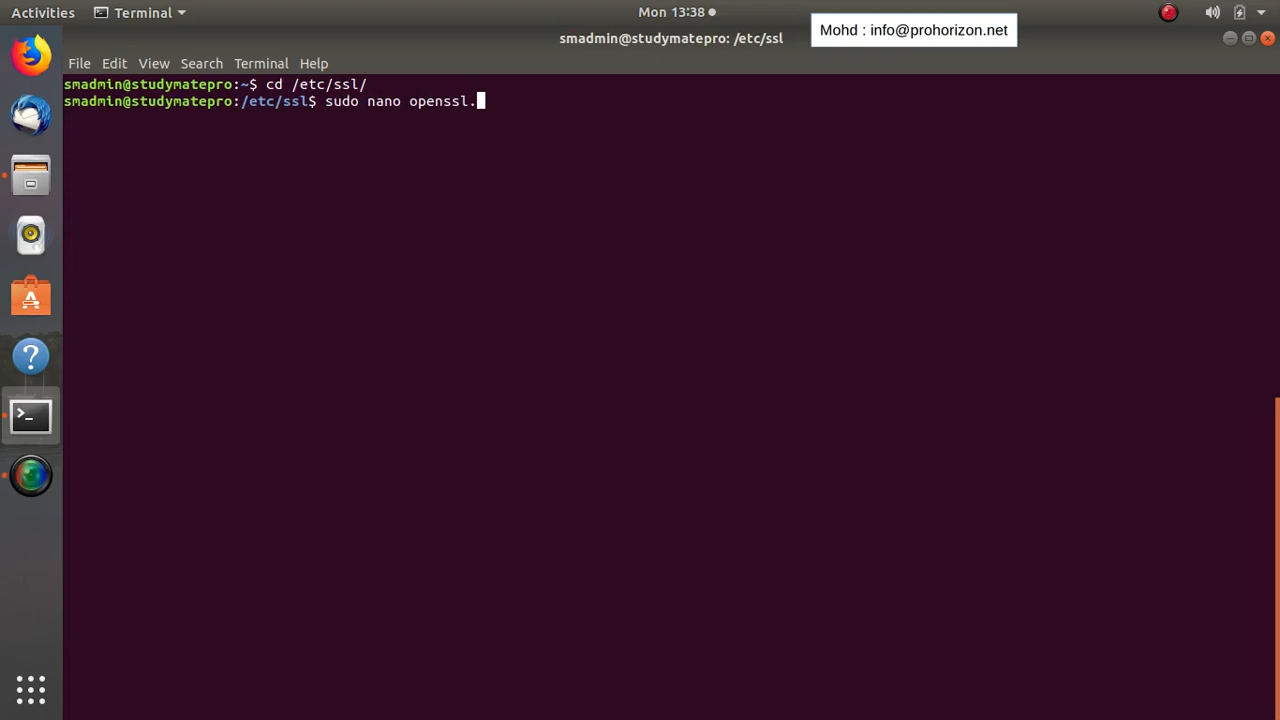 Activities Terminal Mon 13:38
Mohd : info@prohorizon.net
smadmin@studymatepro: /etc/ssl
File Edit View Search Terminal Help
smadmin@studymatepro:~$ cd /etc/ssl/
smadmin@studymatepro:/etc/ssl$ sudo nano openssl.